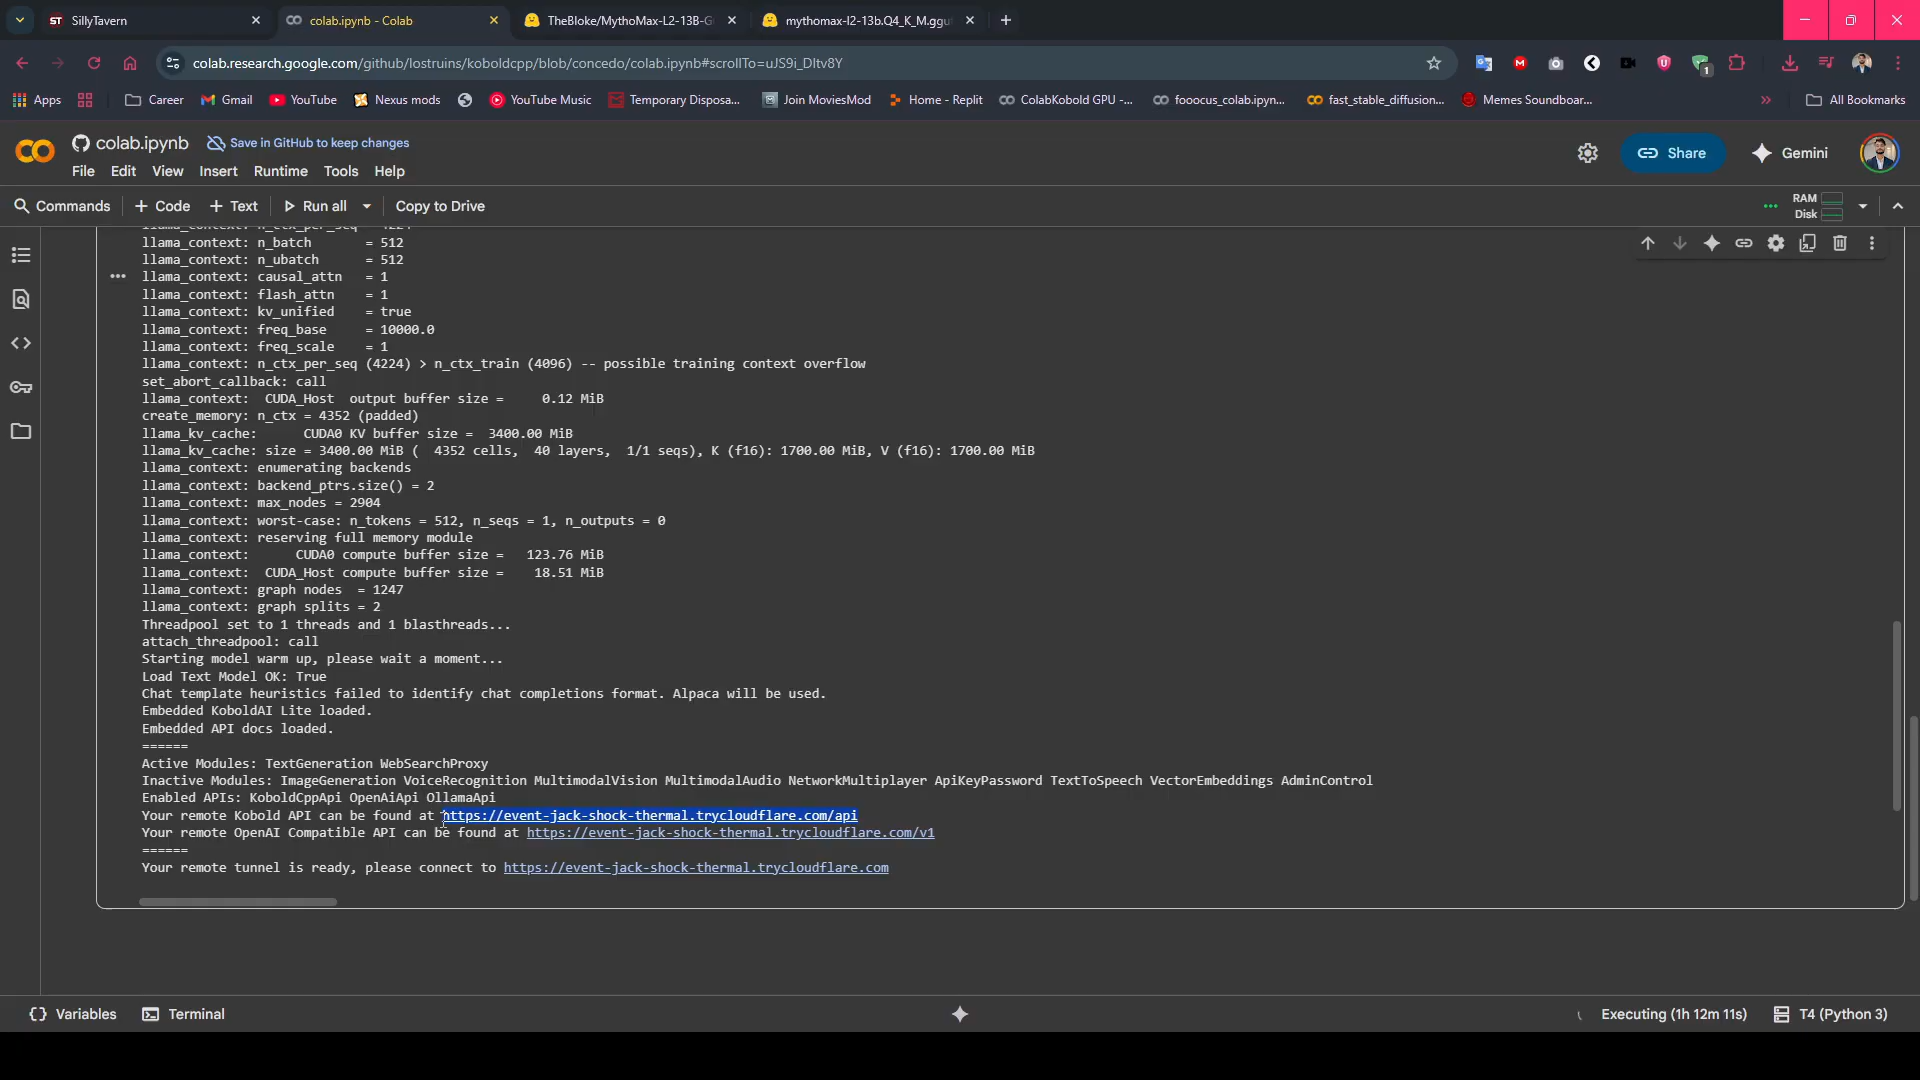 SillyTavern
colab.ipynb - Colab
TheBloke/MythoMax-L2-13B-G
mythomax-l2-13b.Q4_K_M.ggu
colab.research.google.com/github/lostruins/koboldcpp/blob/concedo/colab.ipynb#scrollTo=uJS9i_DItv8Y
1
Apps
Career
Gmail
YouTube
Nexus mods
YouTube Music
Temporary Disposa...
Join MoviesMod
Home - Replit
ColabKobold GPU -...
fooocus_colab.ipyn...
fast_stable_diffusion...
Memes Soundboar...
All Bookmarks
colab.ipynb
Save in GitHub to keep changes
Share
Gemini
File Edit View Insert Runtime Tools Help
Commands + Code + Text Run all Copy to Drive
RAM
Disk
llama_context: n_ctx_per_seq = 4224
llama_context: n_batch = 512
llama_context: n_ubatch = 512
llama_context: causal_attn = 1
llama_context: flash_attn = 1
llama_context: kv_unified = true
llama_context: freq_base = 10000.0
llama_context: freq_scale = 1
llama_context: n_ctx_per_seq (4224) > n_ctx_train (4096) -- possible training context overflow
set_abort_callback: call
llama_context: CUDA_Host output buffer size = 0.12 MiB
create_memory: n_ctx = 4352 (padded)
llama_kv_cache: CUDA0 KV buffer size = 3400.00 MiB
llama_kv_cache: size = 3400.00 MiB ( 4352 cells, 40 layers, 1/1 seqs), K (f16): 1700.00 MiB, V (f16): 1700.00 MiB
llama_context: enumerating backends
llama_context: backend_ptrs.size() = 2
llama_context: max_nodes = 2904
llama_context: worst-case: n_tokens = 512, n_seqs = 1, n_outputs = 0
llama_context: reserving full memory module
llama_context: CUDA0 compute buffer size = 123.76 MiB
llama_context: CUDA_Host compute buffer size = 18.51 MiB
llama_context: graph nodes = 1247
llama_context: graph splits = 2
Threadpool set to 1 threads and 1 blasthreads...
attach_threadpool: call
Starting model warm up, please wait a moment...
Load Text Model OK: True
Chat template heuristics failed to identify chat completions format. Alpaca will be used.
Embedded KoboldAI Lite loaded.
Embedded API docs loaded.
======
Active Modules: TextGeneration WebSearchProxy
Inactive Modules: ImageGeneration VoiceRecognition MultimodalVision MultimodalAudio NetworkMultiplayer ApiKeyPassword TextToSpeech VectorEmbeddings AdminControl
Enabled APIs: KoboldCppApi OpenAiApi OllamaApi
Your remote Kobold API can be found at https://event-jack-shock-thermal.trycloudflare.com/api
Your remote OpenAI Compatible API can be found at https://event-jack-shock-thermal.trycloudflare.com/v1
======
Your remote tunnel is ready, please connect to https://event-jack-shock-thermal.trycloudflare.com
Variables Terminal
Executing (1h 12m 11s) T4 (Python 3)